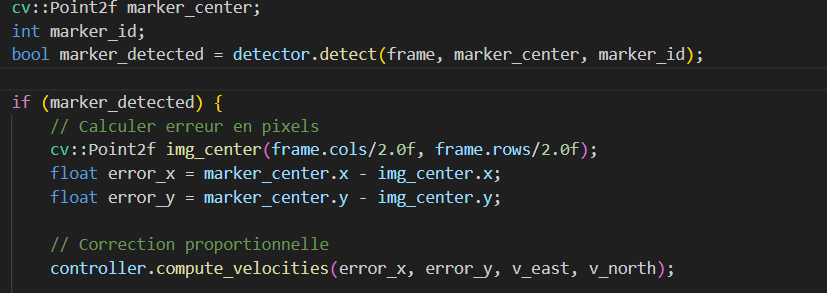 cv::Point2f marker_center;
int marker_id;
bool marker_detected = detector.detect(frame, marker_center, marker_id);
if (marker_detected) {
// Calculer erreur en pixels
cv::Point2f img_center(frame.cols/2.0f, frame.rows/2.0f);
float error_x = marker_center.x - img_center.x;
float error_y = marker_center.y - img_center.y;
// Correction proportionnelle
controller.compute_velocities(error_x, error_y, v_east, v_north);